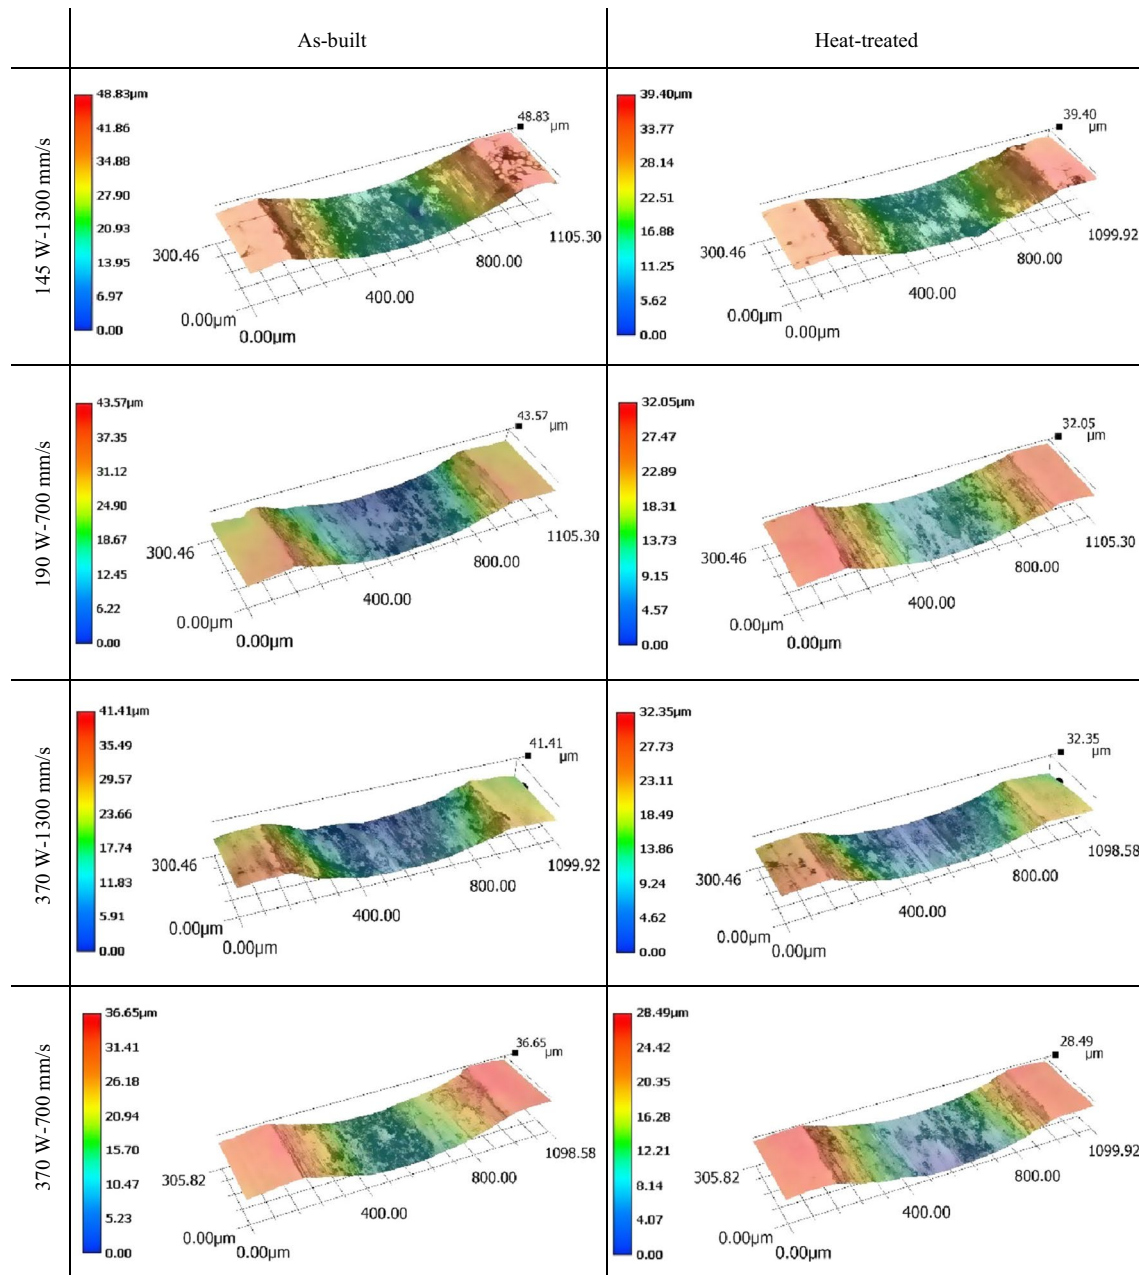 As-built
Heat-treated
145 W-1300 mm/s
48.83µm
41.86
34.88
27.90
20.93
13.95
6.97
0.00
48.83
µm
1105.30
800.00
400.00
300.46
0.00µm
0.00µm
39.40µm
33.77
28.14
22.51
16.88
11.25
5.62
0.00
39.40
µm
1099.92
800.00
400.00
300.46
0.00µm
0.00µm
190 W-700 mm/s
43.57µm
37.35
31.12
24.90
18.67
12.45
6.22
0.00
43.57
µm
1105.30
800.00
400.00
300.46
0.00µm
0.00µm
32.05µm
27.47
22.89
18.31
13.73
9.15
4.57
0.00
32.05
µm
1105.30
800.00
400.00
300.46
0.00µm
0.00µm
370 W-1300 mm/s
41.41µm
35.49
29.57
23.66
17.74
11.83
5.91
0.00
41.41
µm
1099.92
800.00
400.00
300.46
0.00µm
0.00µm
32.35µm
27.73
23.11
18.49
13.86
9.24
4.62
0.00
32.35
µm
1098.58
800.00
400.00
300.46
0.00µm
0.00µm
370 W-700 mm/s
36.65µm
31.41
26.18
20.94
15.70
10.47
5.23
0.00
36.65
µm
1098.58
800.00
400.00
305.82
0.00µm
0.00µm
28.49µm
24.42
20.35
16.28
12.21
8.14
4.07
0.00
28.49
µm
1099.92
800.00
400.00
305.82
0.00µm
0.00µm